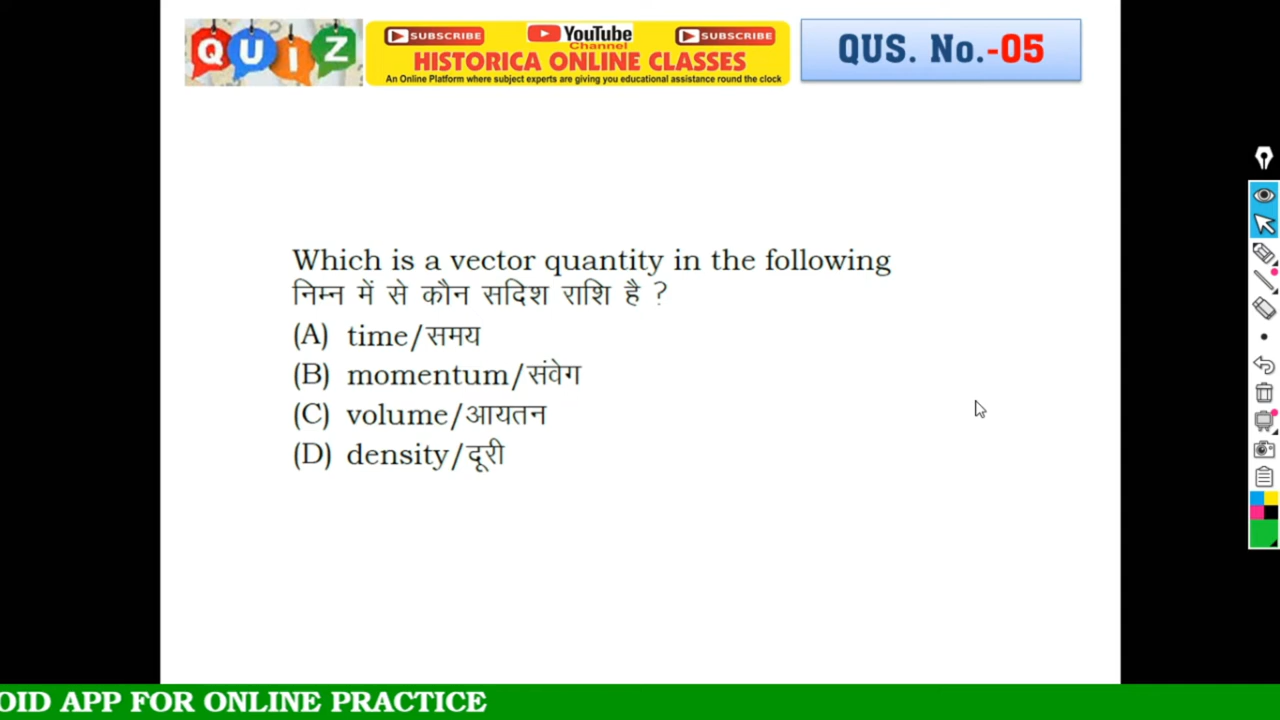 QUIZ
SUBSCRIBE
YouTube
Channel
SUBSCRIBE
HISTORICA ONLINE CLASSES
An Online Platform where subject experts are giving you educational assistance round the clock
QUS. No.-05
Which is a vector quantity in the following
निम्न में से कौन सदिश राशि है ?
(A) time/समय
(B) momentum/संवेग
(C) volume/आयतन
(D) density/दूरी
OID APP FOR ONLINE PRACTICE